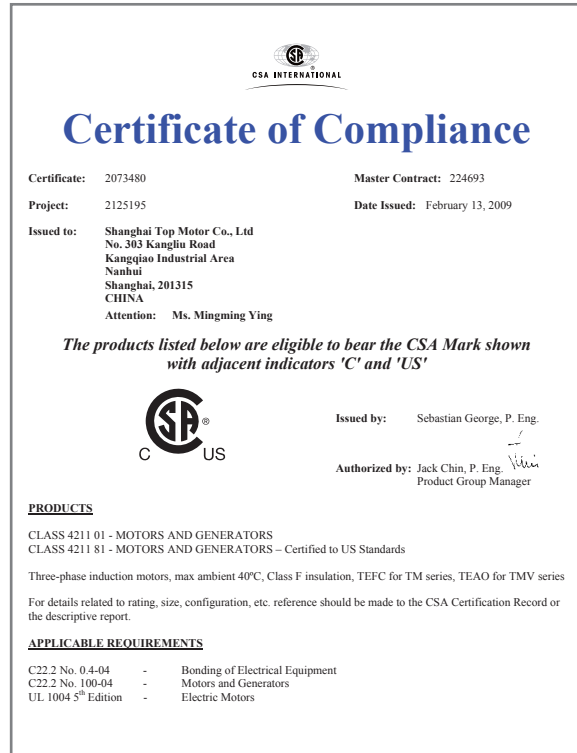 CSA INTERNATIONAL
Certificate of Compliance
Certificate: 2073480 Master Contract: 224693
Project: 2125195 Date Issued: February 13, 2009
Issued to: Shanghai Top Motor Co., Ltd
No. 303 Kangliu Road
Kangqiao Industrial Area
Nanhui
Shanghai, 201315
CHINA
Attention: Ms. Mingming Ying
The products listed below are eligible to bear the CSA Mark shown
with adjacent indicators 'C' and 'US'
CSA ®
C US
Issued by: Sebastian George, P. Eng.
Authorized by: Jack Chin, P. Eng.
Product Group Manager
PRODUCTS
CLASS 4211 01 - MOTORS AND GENERATORS
CLASS 4211 81 - MOTORS AND GENERATORS – Certified to US Standards
Three-phase induction motors, max ambient 40ºC, Class F insulation, TEFC for TM series, TEAO for TMV series
For details related to rating, size, configuration, etc. reference should be made to the CSA Certification Record or
the descriptive report.
APPLICABLE REQUIREMENTS
C22.2 No. 0.4-04 - Bonding of Electrical Equipment
C22.2 No. 100-04 - Motors and Generators
UL 1004 5th Edition - Electric Motors